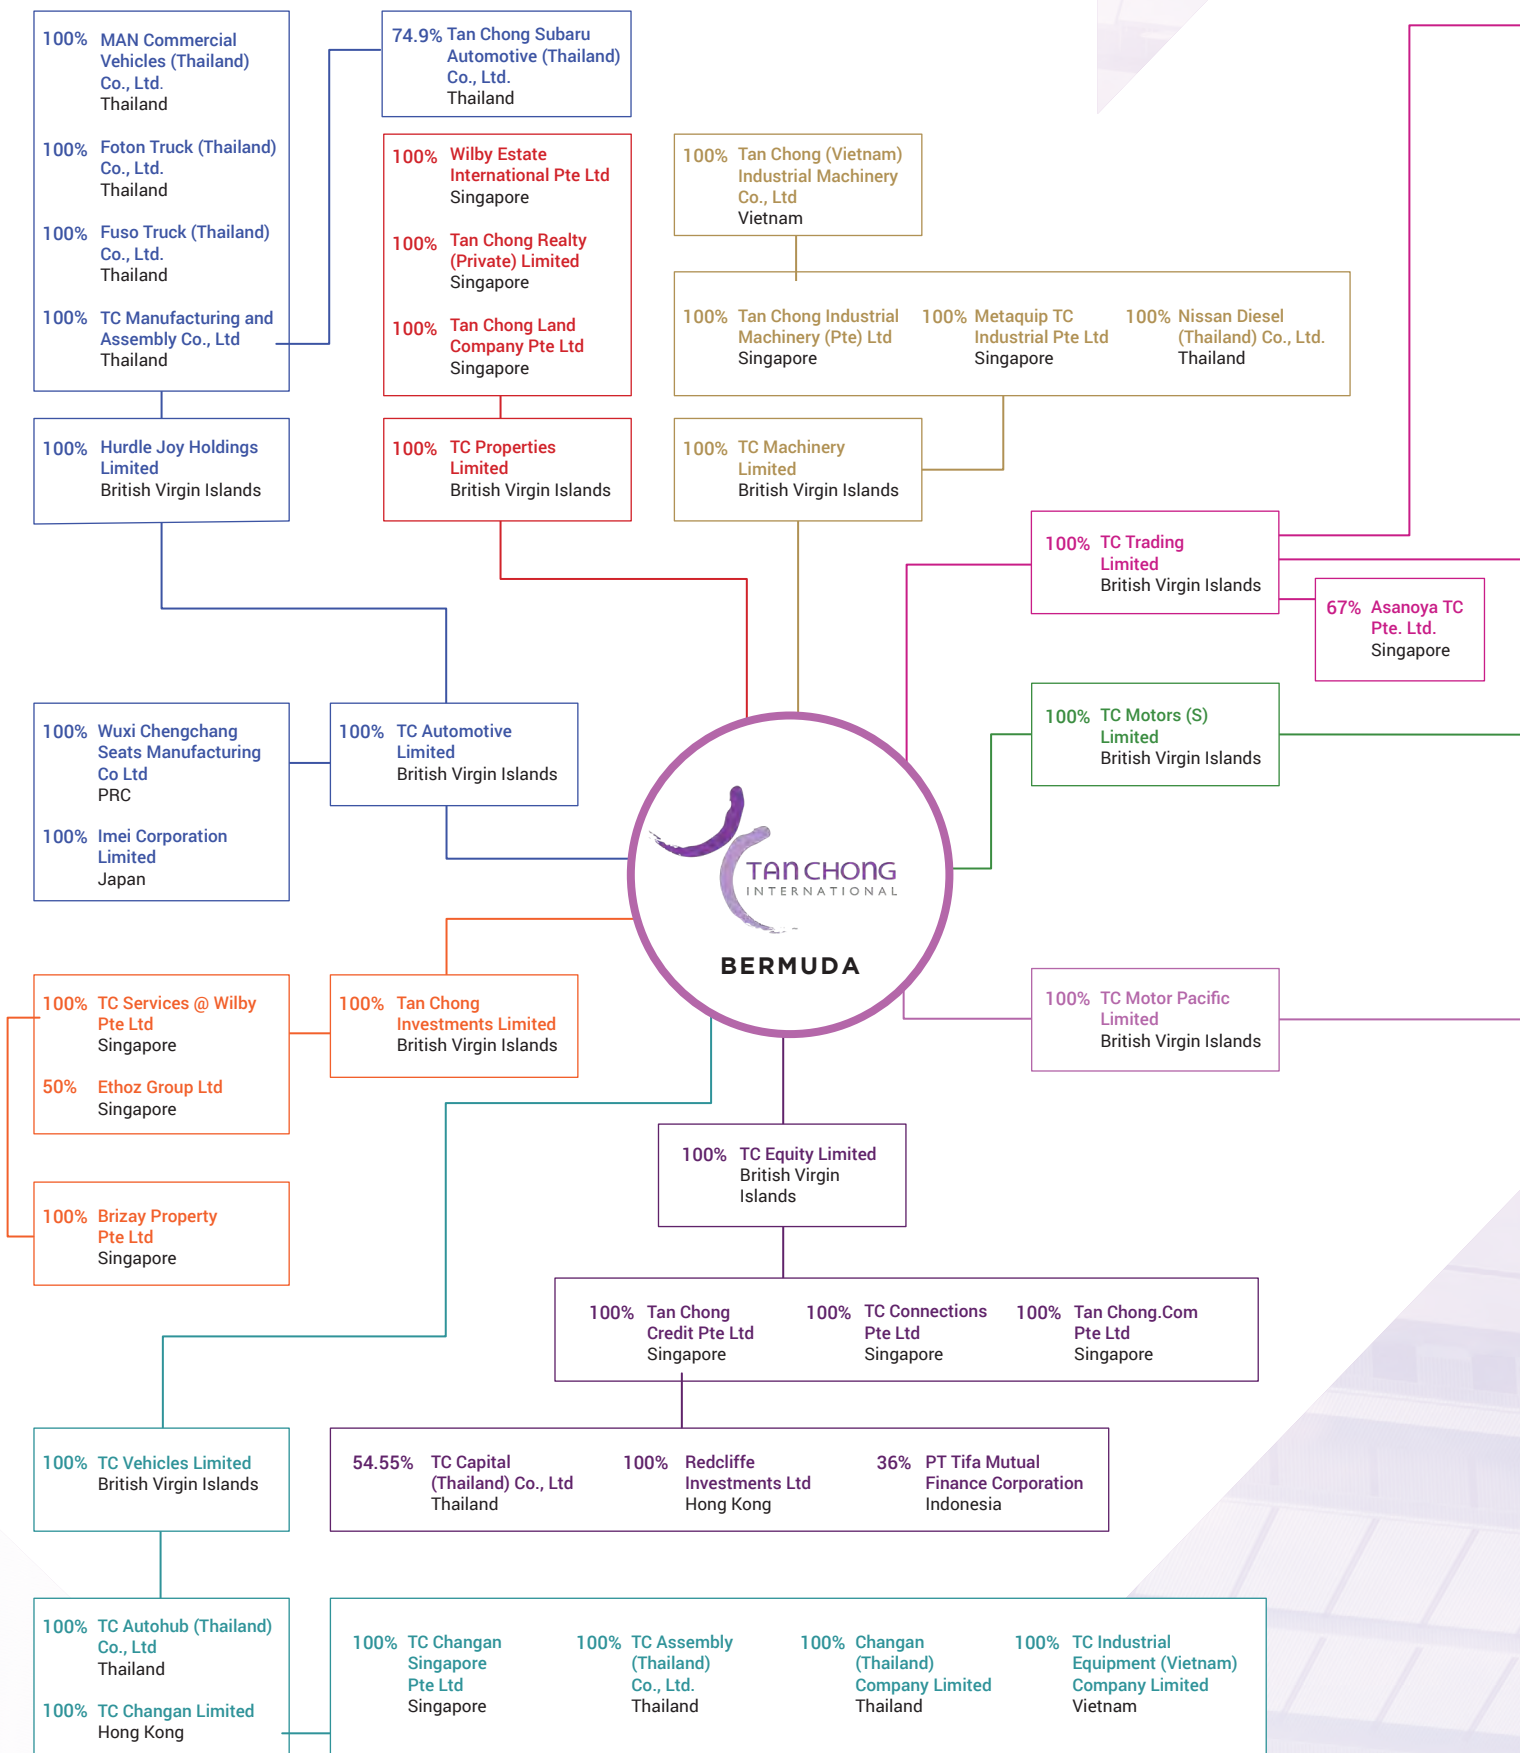 100% MAN Commercial
Vehicles (Thailand)
Co., Ltd.
Thailand
100% Foton Truck (Thailand)
Co., Ltd.
Thailand
100% Fuso Truck (Thailand)
Co., Ltd.
Thailand
100% TC Manufacturing and
Assembly Co., Ltd
Thailand
74.9% Tan Chong Subaru
Automotive (Thailand)
Co., Ltd.
Thailand
100% Wilby Estate
International Pte Ltd
Singapore
100% Tan Chong Realty
(Private) Limited
Singapore
100% Tan Chong Land
Company Pte Ltd
Singapore
100% Tan Chong (Vietnam)
Industrial Machinery
Co., Ltd
Vietnam
100% Tan Chong Industrial
Machinery (Pte) Ltd
Singapore
100% Metaquip TC
Industrial Pte Ltd
Singapore
100% Nissan Diesel
(Thailand) Co., Ltd.
Thailand
100% Hurdle Joy Holdings
Limited
British Virgin Islands
100% TC Properties
Limited
British Virgin Islands
100% TC Machinery
Limited
British Virgin Islands
100% TC Trading
Limited
British Virgin Islands
67% Asanoya TC
Pte. Ltd.
Singapore
100% Wuxi Chengchang
Seats Manufacturing
Co Ltd
PRC
100% Imei Corporation
Limited
Japan
100% TC Automotive
Limited
British Virgin Islands
100% TC Motors (S)
Limited
British Virgin Islands
TAN CHONG
INTERNATIONAL
BERMUDA
100% TC Services @ Wilby
Pte Ltd
Singapore
50% Ethoz Group Ltd
Singapore
100% Tan Chong
Investments Limited
British Virgin Islands
100% TC Motor Pacific
Limited
British Virgin Islands
100% Brizay Property
Pte Ltd
Singapore
100% TC Equity Limited
British Virgin
Islands
100% Tan Chong
Credit Pte Ltd
Singapore
100% TC Connections
Pte Ltd
Singapore
100% Tan Chong.Com
Pte Ltd
Singapore
100% TC Vehicles Limited
British Virgin Islands
54.55% TC Capital
(Thailand) Co., Ltd
Thailand
100% Redcliffe
Investments Ltd
Hong Kong
36% PT Tifa Mutual
Finance Corporation
Indonesia
100% TC Autohub (Thailand)
Co., Ltd
Thailand
100% TC Changan Limited
Hong Kong
100% TC Changan
Singapore
Pte Ltd
Singapore
100% TC Assembly
(Thailand)
Co., Ltd.
Thailand
100% Changan
(Thailand)
Company Limited
Thailand
100% TC Industrial
Equipment (Vietnam)
Company Limited
Vietnam